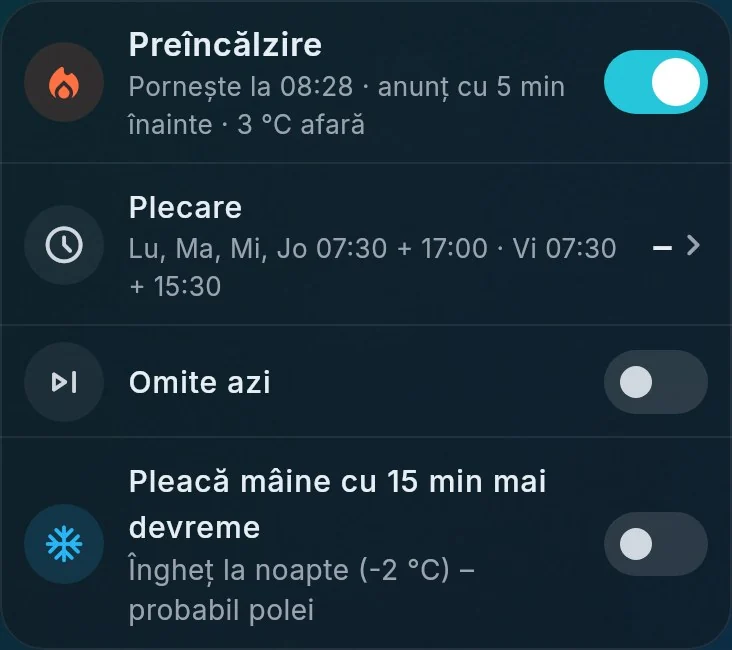 Preîncălzire
Pornește la 08:28 · anunț cu 5 min
înainte · 3 °C afară
Plecare
Lu, Ma, Mi, Jo 07:30 + 17:00 · Vi 07:30
+ 15:30
–
Omite azi
Pleacă mâine cu 15 min mai
devreme
Îngheț la noapte (-2 °C) –
probabil polei